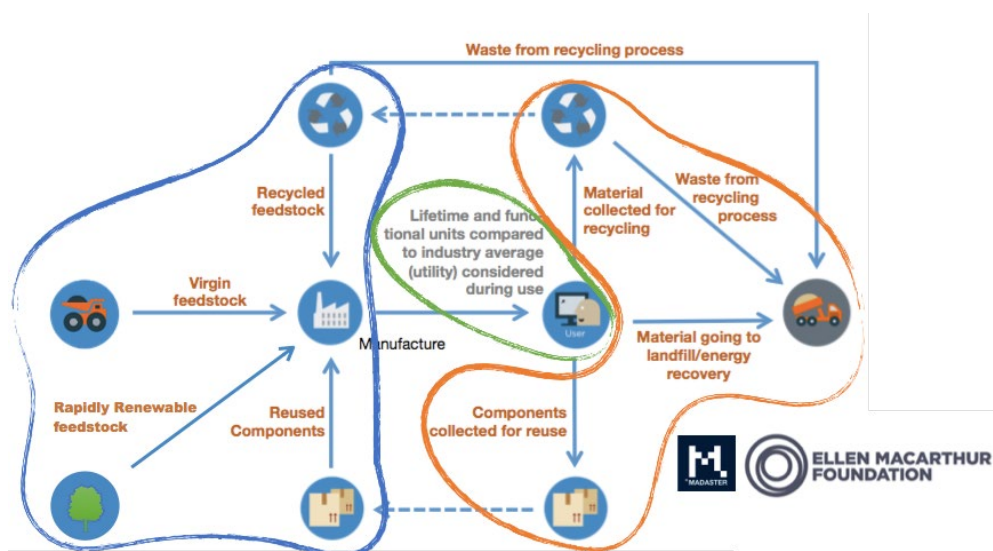 Waste from recycling process
Recycled
feedstock
Lifetime and func-
tional units compared
to industry average
(utility) considered
during use
Material
collected for
recycling
Waste from
recycling
process
Virgin
feedstock
Manufacture
User
Material going to
landfill/energy
recovery
Rapidly Renewable
feedstock
Reused
Components
Components
collected for reuse
M.
MADASTER
ELLEN MACARTHUR
FOUNDATION